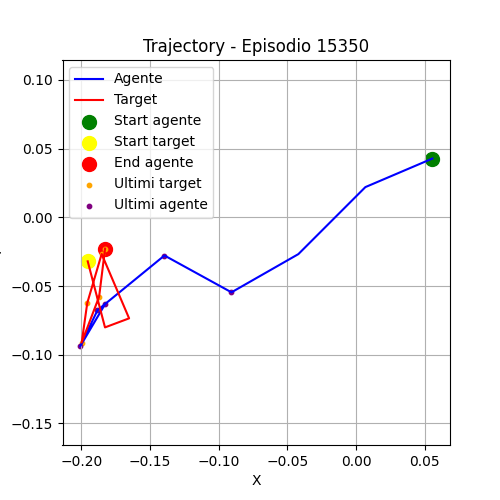 Trajectory - Episodio 15350
Agente
Target
Start agente
Start target
End agente
Ultimi target
Ultimi agente
0.10
0.05
0.00
−0.05
−0.10
−0.15
−0.20 −0.15 −0.10 −0.05 0.00 0.05
X